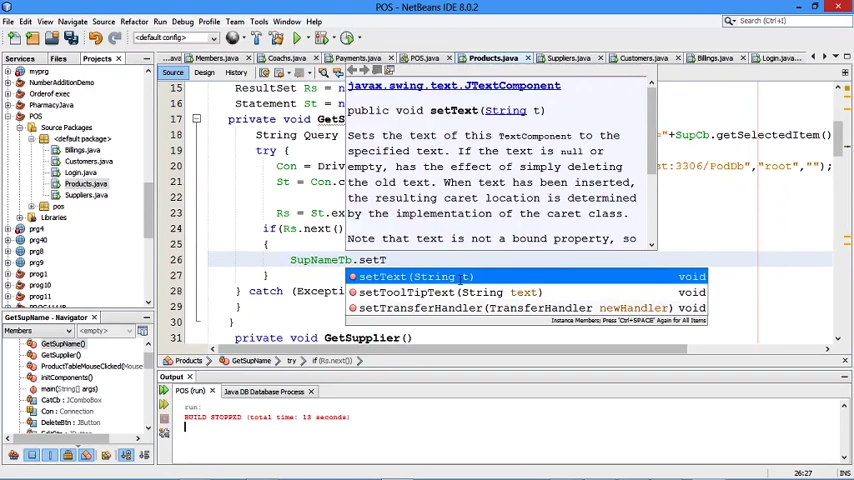 POS - NetBeans IDE 8.0.2
File Edit View Navigate Source Refactor Run Debug Profile Team Tools Window Help
Search (Ctrl+I)
<default config>
Services Files Projects
...ava Members.java Coachs.java Payments.java POS.java Products.java Suppliers.java Customers.java Billings.java Login.java
Source Design History
myprg
NumberAdditionDemo
Orderof exec
PharmacyJava
POS
Source Packages
<default package>
Billings.java
Customers.java
Login.java
Products.java
Suppliers.java
pos
Libraries
prg4
prg40
prg8
prg9
prog1
prog10
prog11
GetSupName() - Navigator
Members <empty>
GetSupName()
GetSupplier()
ProductTableMouseClicked(Mouse
initComponents()
main(String[] args)
CatCb : JComboBox
Con : Connection
DeleteBtn : JButton
15 ResultSet Rs = n
16 Statement St = n
17 private void GetS
18 String Query ="+SupCb.getSelectedItem()
19 try {
20 Con = Driv st:3306/PodDb","root","");
21 St = Con.c
22
23 Rs = St.ex
24 if(Rs.next()
25 {
26 SupNameTb.setT
27 }
28 } catch (Excepti
29 }
30 }
31 private void GetSupplier()
javax.swing.text.JTextComponent
public void setText(String t)
Sets the text of this TextComponent to the
specified text. If the text is null or
empty, has the effect of simply deleting
the old text. When text has been inserted,
the resulting caret location is determined
by the implementation of the caret class.
Note that text is not a bound property, so
setText(String t) void
setToolTipText(String text) void
setTransferHandler(TransferHandler newHandler) void
Instance Members; Press 'Ctrl+SPACE' Again for All Items
Products GetSupName try if (Rs.next())
Output
POS (run) Java DB Database Process
run:
BUILD STOPPED (total time: 13 seconds)
26:27 INS